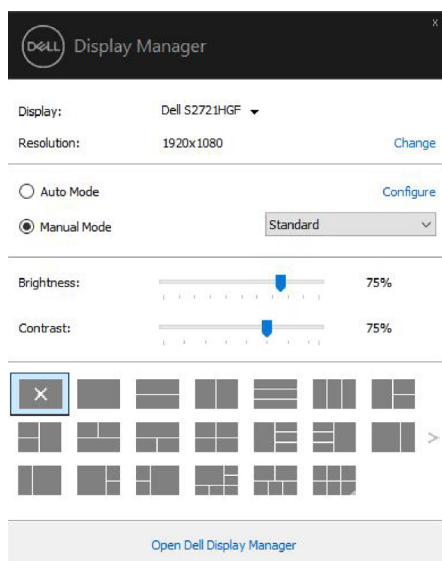 x
DELL Display Manager
Display: Dell S2721HGF
Resolution: 1920x1080 Change
Auto Mode Configure
Manual Mode Standard
Brightness: 75%
Contrast: 75%
Open Dell Display Manager